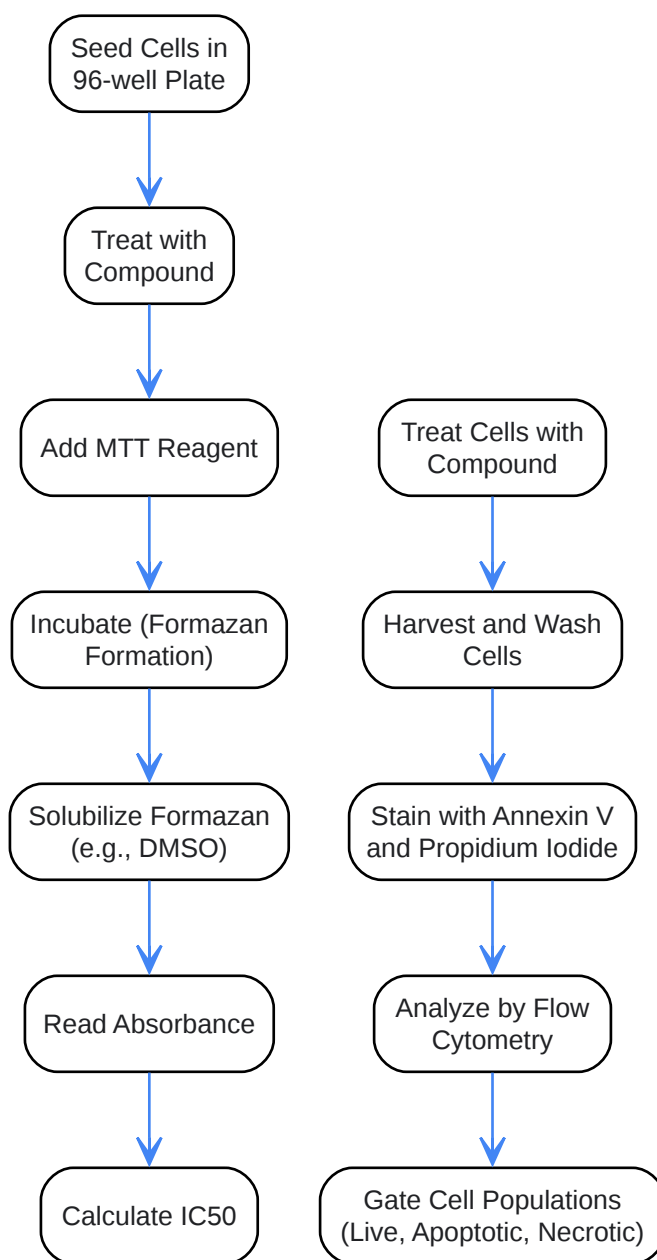 Seed Cells in
96-well Plate
Treat with
Compound
Add MTT Reagent
Incubate (Formazan
Formation)
Solubilize Formazan
(e.g., DMSO)
Read Absorbance
Calculate IC50
Treat Cells with
Compound
Harvest and Wash
Cells
Stain with Annexin V
and Propidium Iodide
Analyze by Flow
Cytometry
Gate Cell Populations
(Live, Apoptotic, Necrotic)